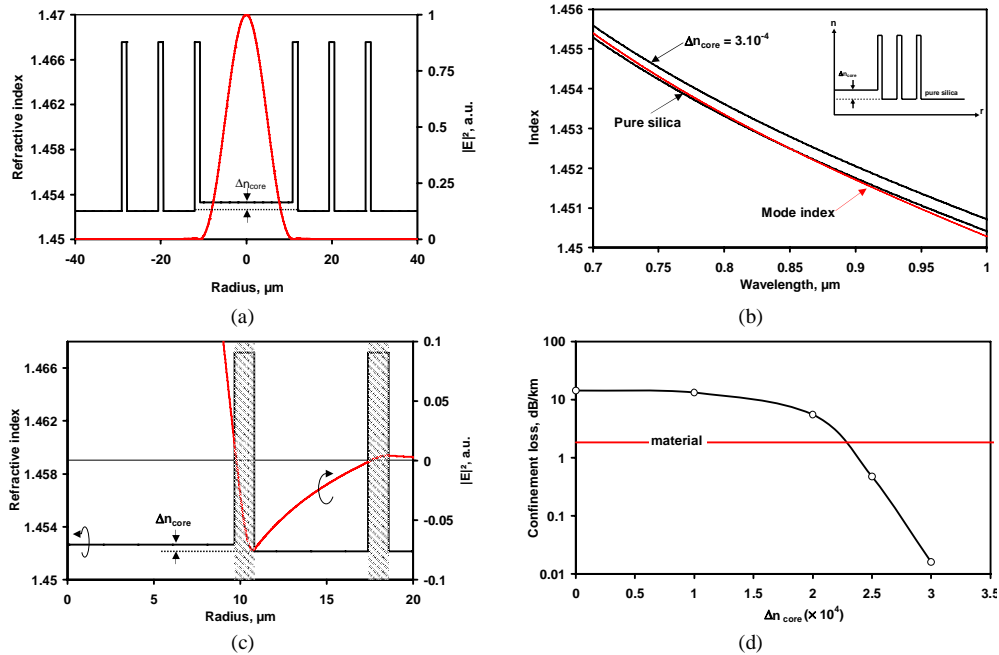 1.47
1.466
1.462
1.458
1.454
1.45
Refractive index
Δn_core
1
0.75
0.5
0.25
0
|E|², a.u.
-40
-20
0
20
40
Radius, µm
(a)
1.456
1.455
1.454
1.453
1.452
1.451
1.45
Index
Δn_core = 3.10⁻⁴
Pure silica
Mode index
n
Δn_core
pure silica
r
0.7
0.75
0.8
0.85
0.9
0.95
1
Wavelength, µm
(b)
1.466
1.462
1.458
1.454
1.45
Refractive index
Δn_core
0.1
0.05
0
-0.05
-0.1
|E|², a.u.
0
5
10
15
20
Radius, µm
(c)
100
10
1
0.1
0.01
Confinement loss, dB/km
material
0
0.5
1
1.5
2
2.5
3
3.5
Δn_core (× 10⁴)
(d)